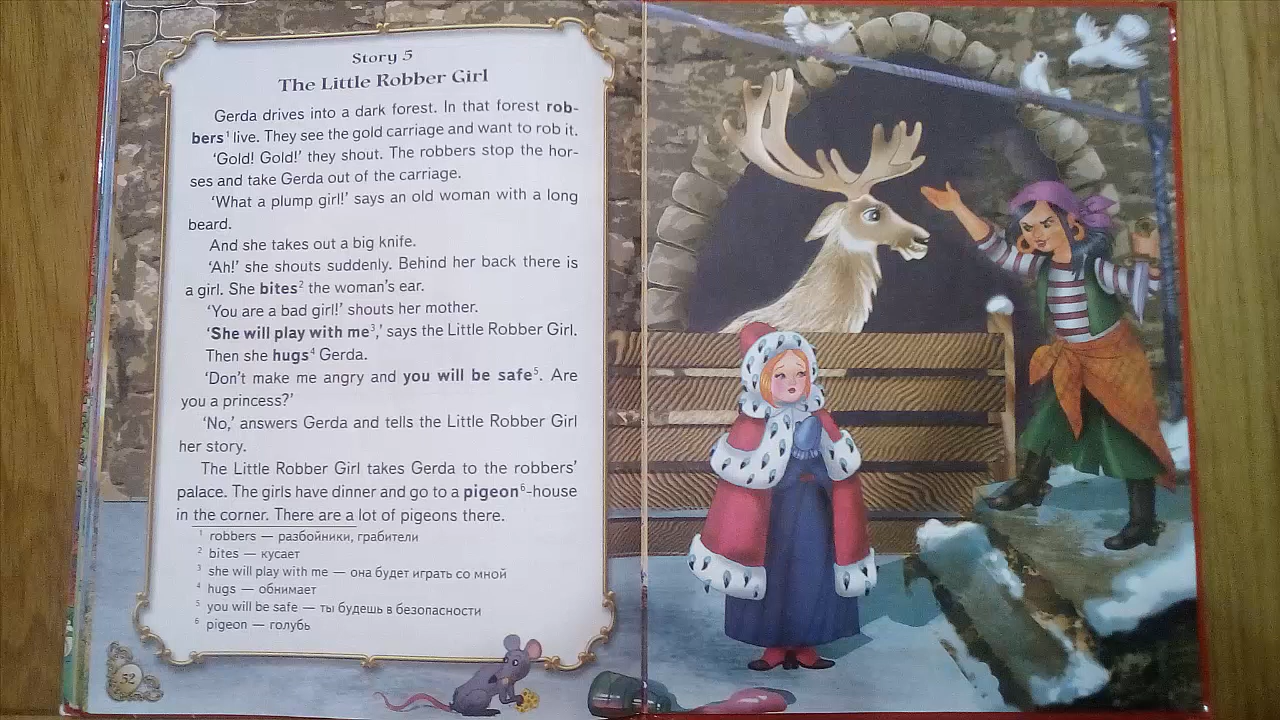 Story 5
The Little Robber Girl
Gerda drives into a dark forest. In that forest rob-
bers¹ live. They see the gold carriage and want to rob it.
‘Gold! Gold!’ they shout. The robbers stop the hor-
ses and take Gerda out of the carriage.
‘What a plump girl!’ says an old woman with a long
beard.
And she takes out a big knife.
‘Ah!’ she shouts suddenly. Behind her back there is
a girl. She bites² the woman’s ear.
‘You are a bad girl!’ shouts her mother.
‘She will play with me³,’ says the Little Robber Girl.
Then she hugs⁴ Gerda.
‘Don’t make me angry and you will be safe⁵. Are
you a princess?’
‘No,’ answers Gerda and tells the Little Robber Girl
her story.
The Little Robber Girl takes Gerda to the robbers’
palace. The girls have dinner and go to a pigeon⁶-house
in the corner. There are a lot of pigeons there.
¹ robbers — разбойники, грабители
² bites — кусает
³ she will play with me — она будет играть со мной
⁴ hugs — обнимает
⁵ you will be safe — ты будешь в безопасности
⁶ pigeon — голубь
52